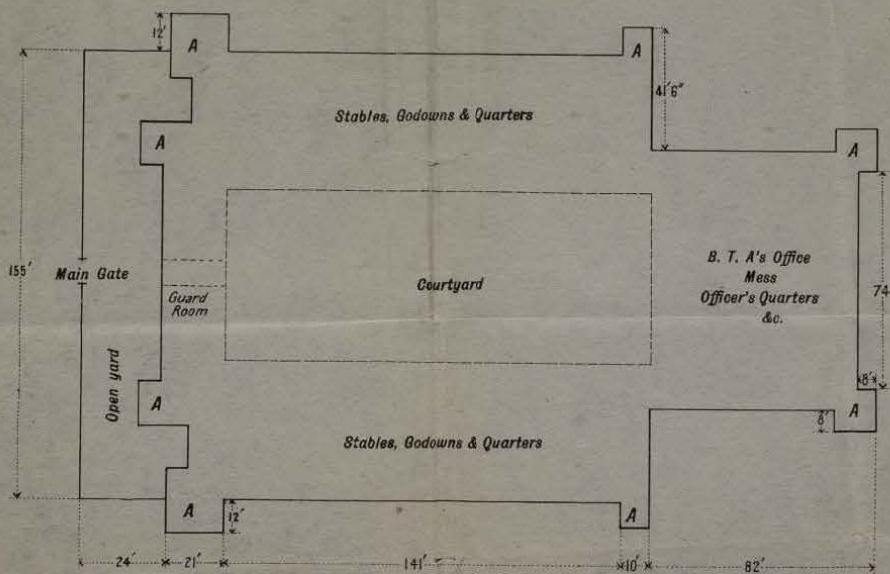 12'
A
A
Stables, Godowns & Quarters
41'6"
A
A
155'
Main Gate
Guard
Room
Courtyard
B. T. A's Office
Mess
Officer's Quarters
&c.
74
Open yard
A
8'
A
8'
Stables, Godowns & Quarters
A
12'
A
24'
21'
141'
10'
82'